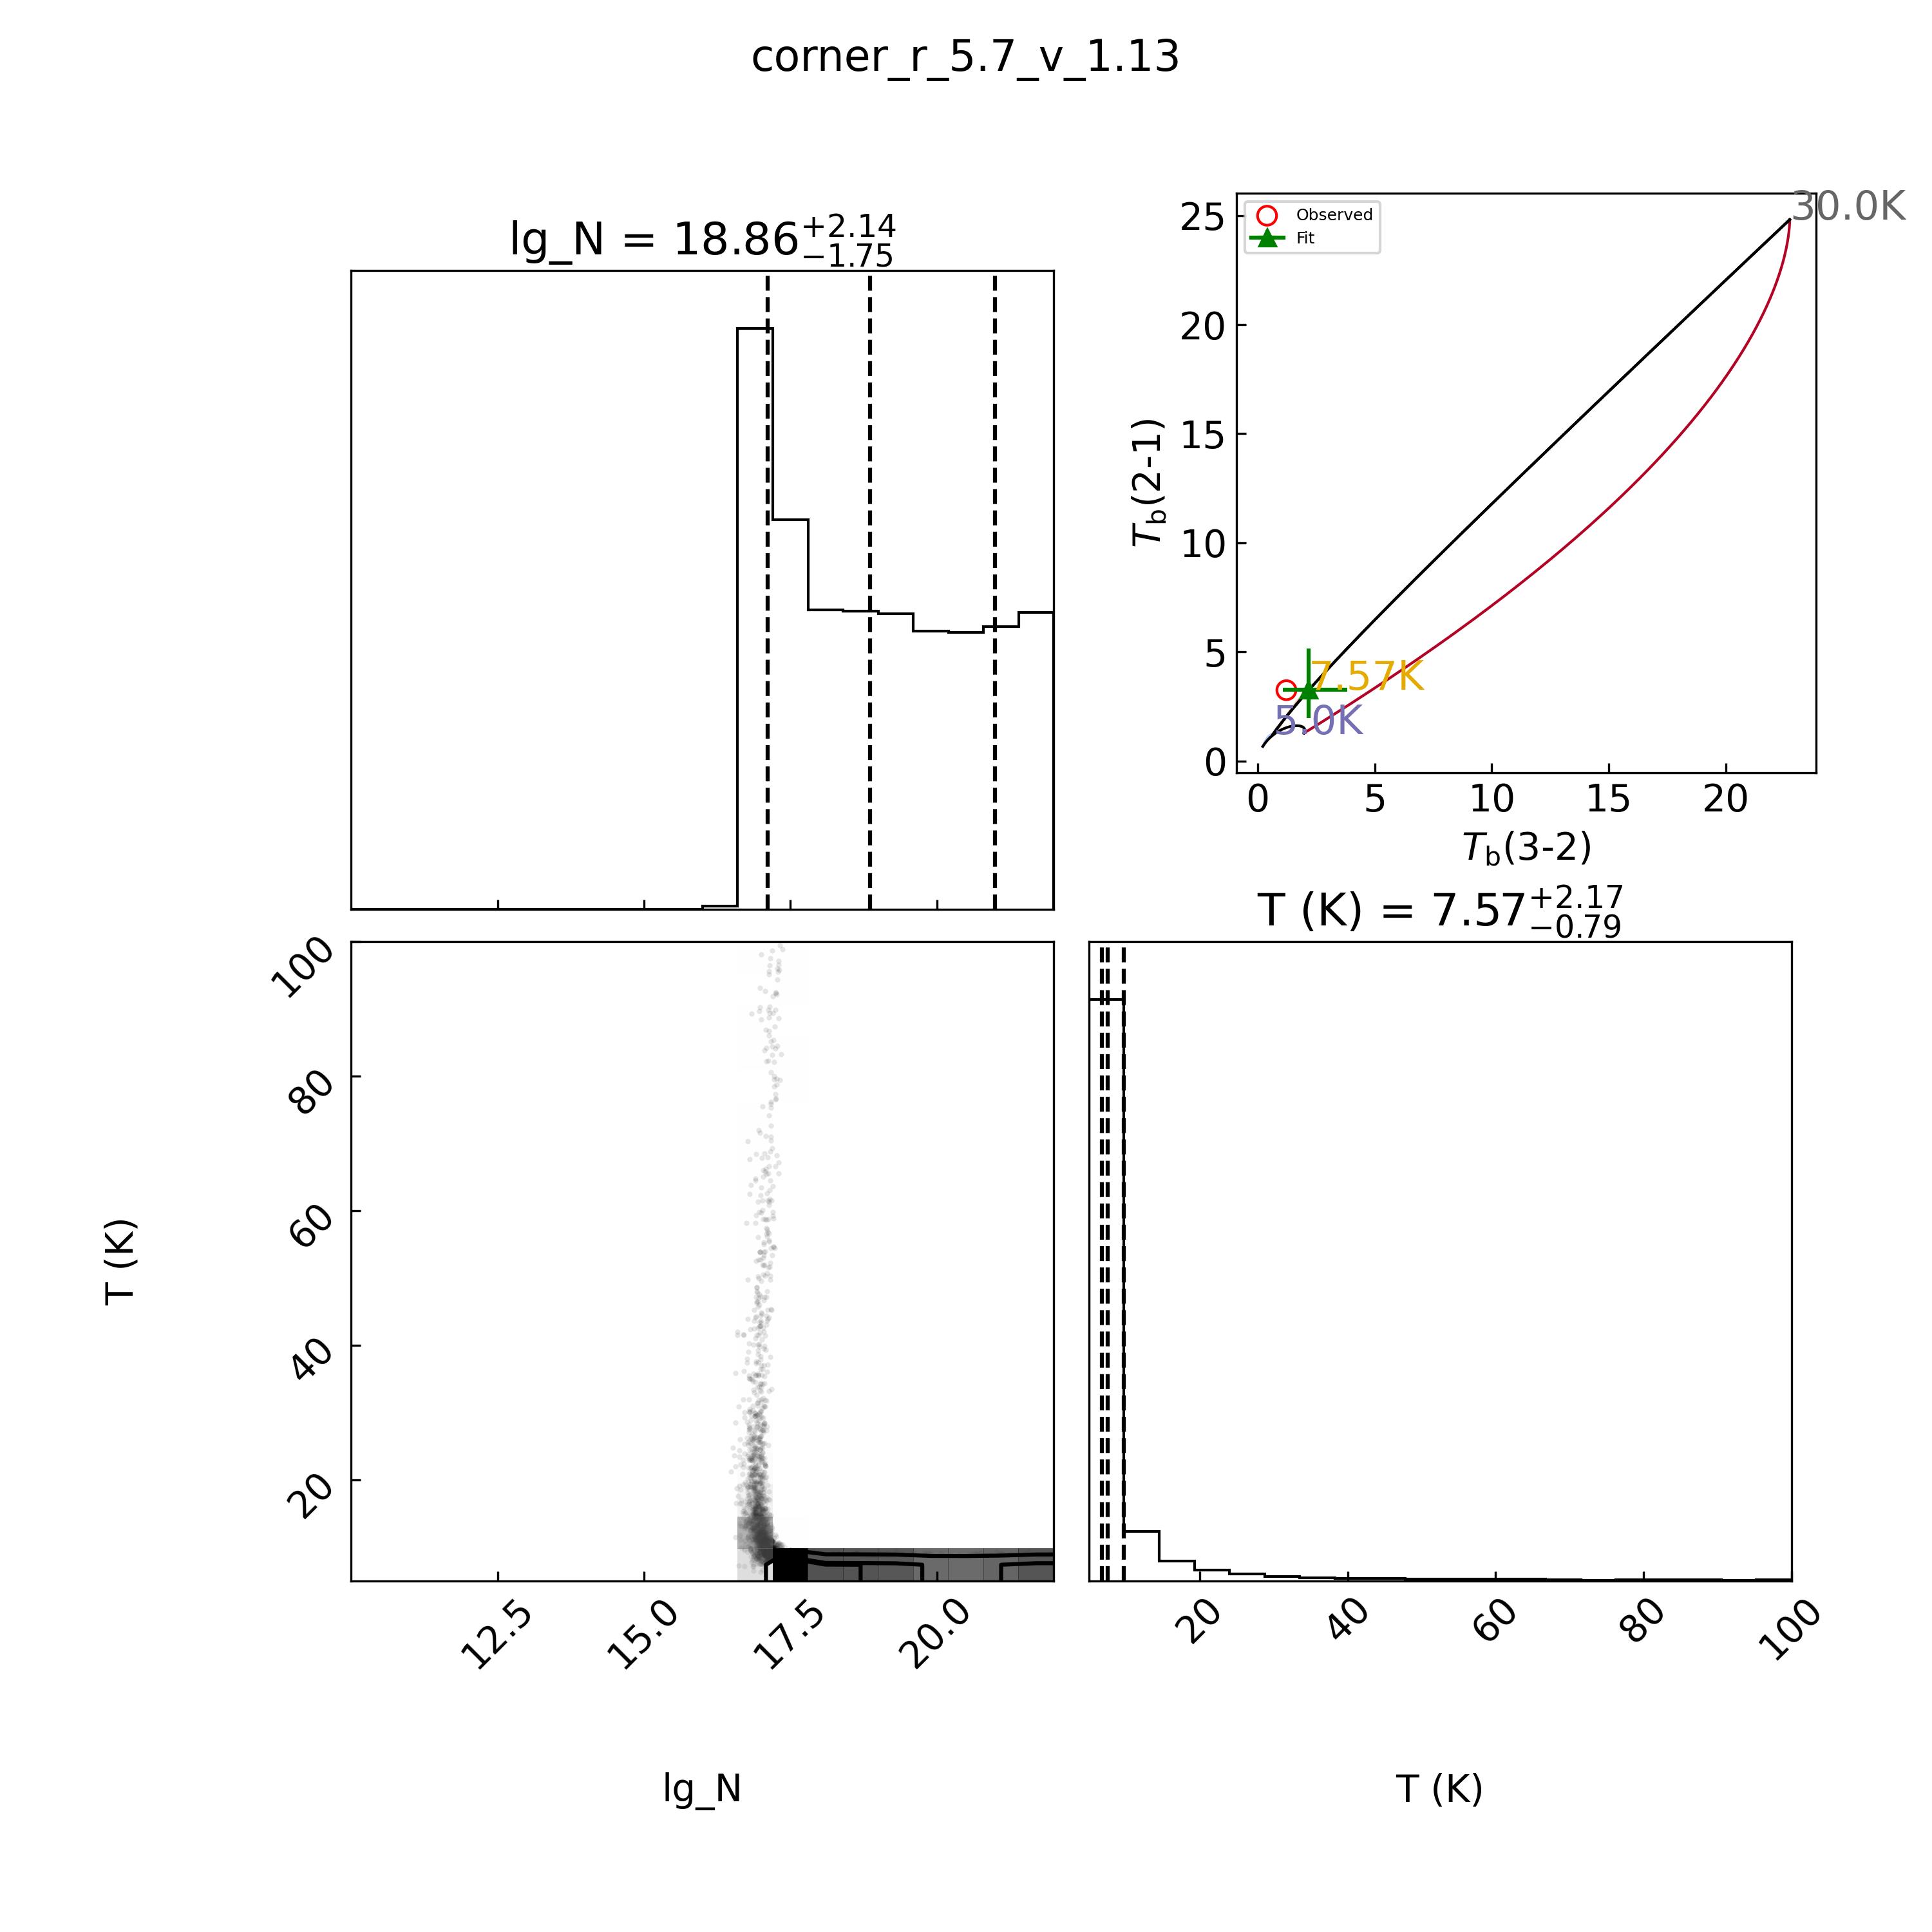 corner_r_5.7_v_1.13
lg_N = 18.86+2.14−1.75
25
20
15
10
5
0
Tb(2-1)
Observed
Fit
30.0K
7.57K
5.0K
0 5 10 15 20
Tb(3-2)
T (K) = 7.57+2.17−0.79
100
80
60
40
20
T (K)
12.5 15.0 17.5 20.0
lg_N
20 40 60 80 100
T (K)